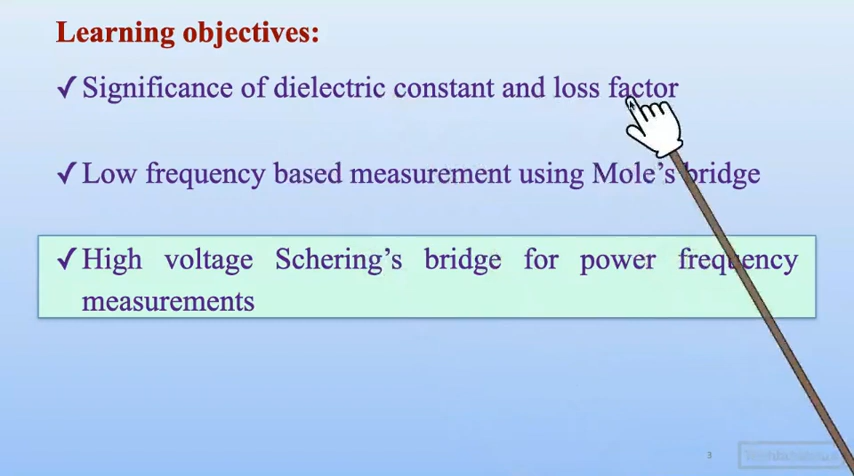 Learning objectives:
✓Significance of dielectric constant and loss factor
✓Low frequency based measurement using Mole's bridge
✓High voltage Schering's bridge for power frequency
measurements
3